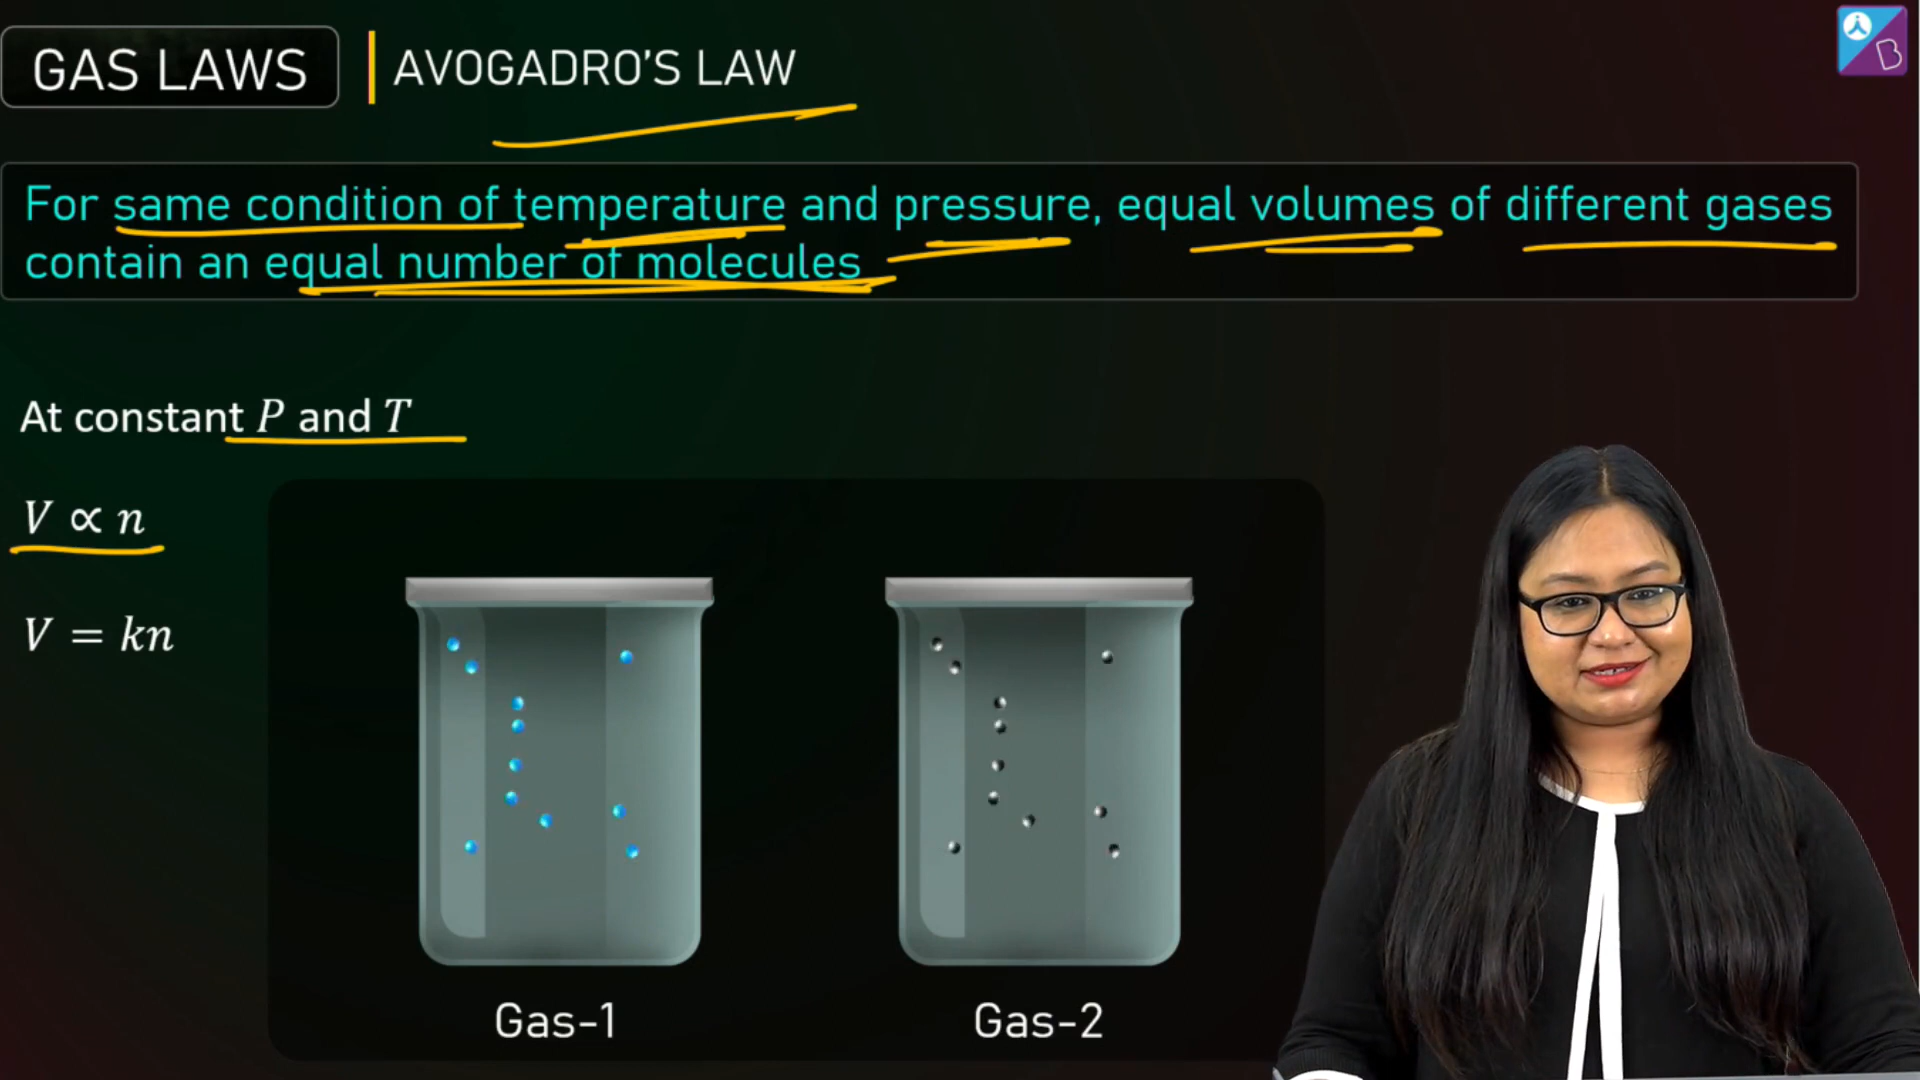 GAS LAWS
AVOGADRO'S LAW
B
For same condition of temperature and pressure, equal volumes of different gases
contain an equal number of molecules
At constant P and T
V ∝ n
V = kn
Gas-1
Gas-2